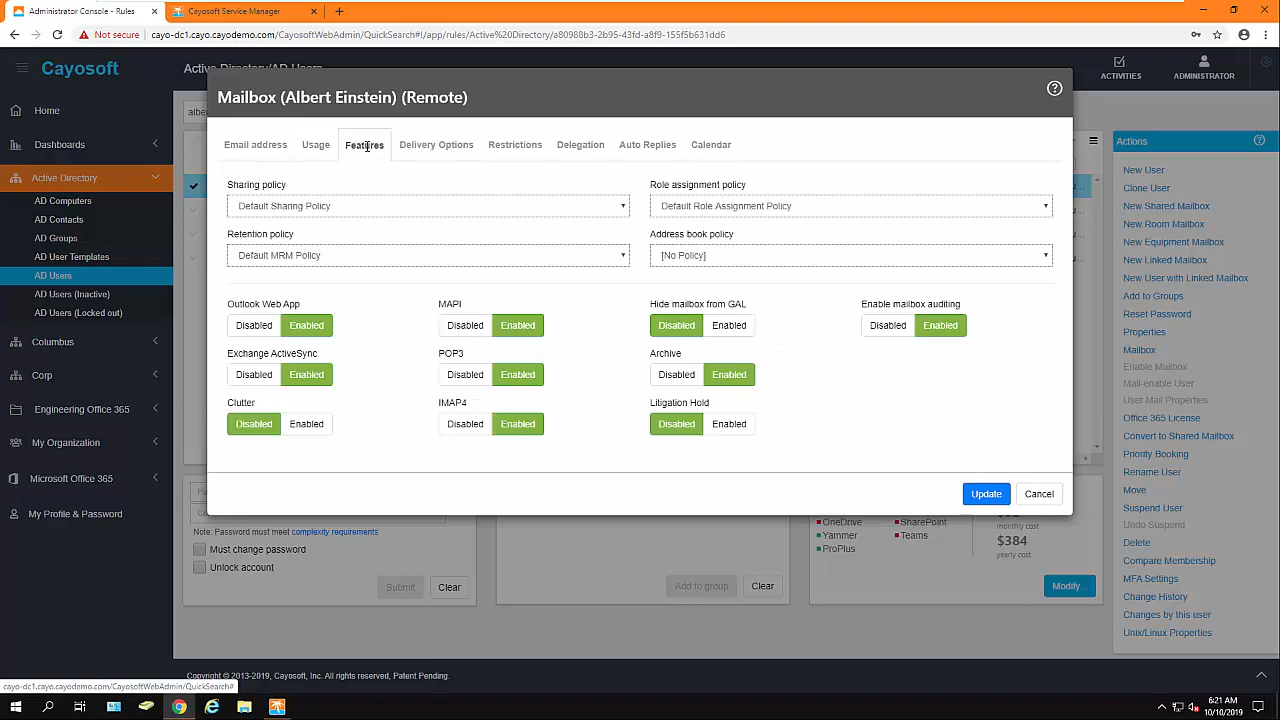 Administrator Console - Rules
Cayosoft Service Manager
Not secure
cayo-dc1.cayo.cayodemo.com/CayosoftWebAdmin/QuickSearch#!/app/rules/Active%20Directory/a80988b3-2b95-43fd-a8f9-155f5b631dd6
Cayosoft
Active Directory/AD Users
ACTIVITIES
ADMINISTRATOR
Mailbox (Albert Einstein) (Remote)
Home
Dashboards
Active Directory
AD Computers
AD Contacts
AD Groups
AD User Templates
AD Users
AD Users (Inactive)
AD Users (Locked out)
Columbus
Corp
Engineering Office 365
My Organization
Microsoft Office 365
My Profile & Password
Email address
Usage
Features
Delivery Options
Restrictions
Delegation
Auto Replies
Calendar
Sharing policy
Default Sharing Policy
Role assignment policy
Default Role Assignment Policy
Retention policy
Default MRM Policy
Address book policy
[No Policy]
Outlook Web App
Disabled Enabled
MAPI
Disabled Enabled
Hide mailbox from GAL
Disabled Enabled
Enable mailbox auditing
Disabled Enabled
Exchange ActiveSync
Disabled Enabled
POP3
Disabled Enabled
Archive
Disabled Enabled
Clutter
Disabled Enabled
IMAP4
Disabled Enabled
Litigation Hold
Disabled Enabled
Update
Cancel
Actions
New User
Clone User
New Shared Mailbox
New Room Mailbox
New Equipment Mailbox
New Linked Mailbox
New User with Linked Mailbox
Add to Groups
Reset Password
Properties
Mailbox
Enable Mailbox
Mail-enable User
User Mail Properties
Office 365 License
Convert to Shared Mailbox
Priority Booking
Rename User
Move
Suspend User
Undo Suspend
Delete
Compare Membership
MFA Settings
Change History
Changes by this user
Unix/Linux Properties
Note: Password must meet complexity requirements
Must change password
Unlock account
Submit
Clear
Add to group
Clear
OneDrive
SharePoint
Yammer
Teams
ProPlus
monthly cost
$384
yearly cost
Modify...
Copyright © 2013-2019, Cayosoft, Inc. All rights reserved, Patent Pending.
cayo-dc1.cayo.cayodemo.com/CayosoftWebAdmin/QuickSearch#
6:21 AM
10/10/2019